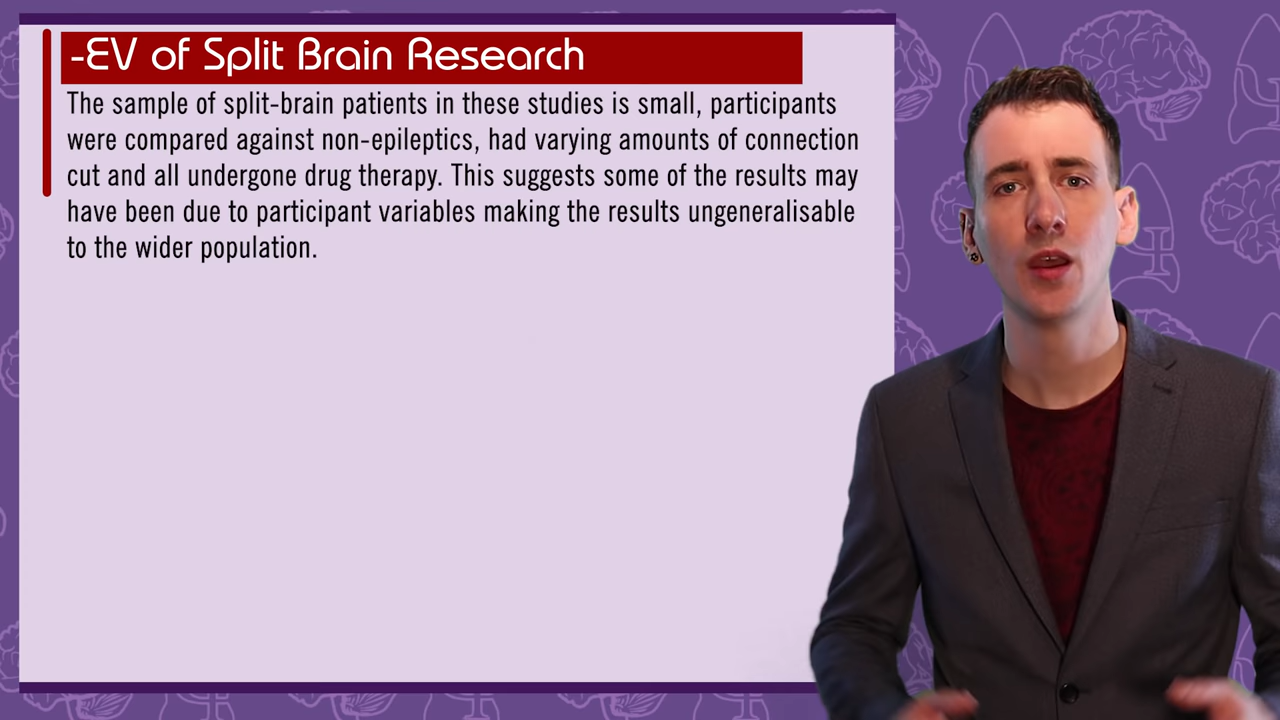 -EV of Split Brain Research
The sample of split-brain patients in these studies is small, participants
were compared against non-epileptics, had varying amounts of connection
cut and all undergone drug therapy. This suggests some of the results may
have been due to participant variables making the results ungeneralisable
to the wider population.